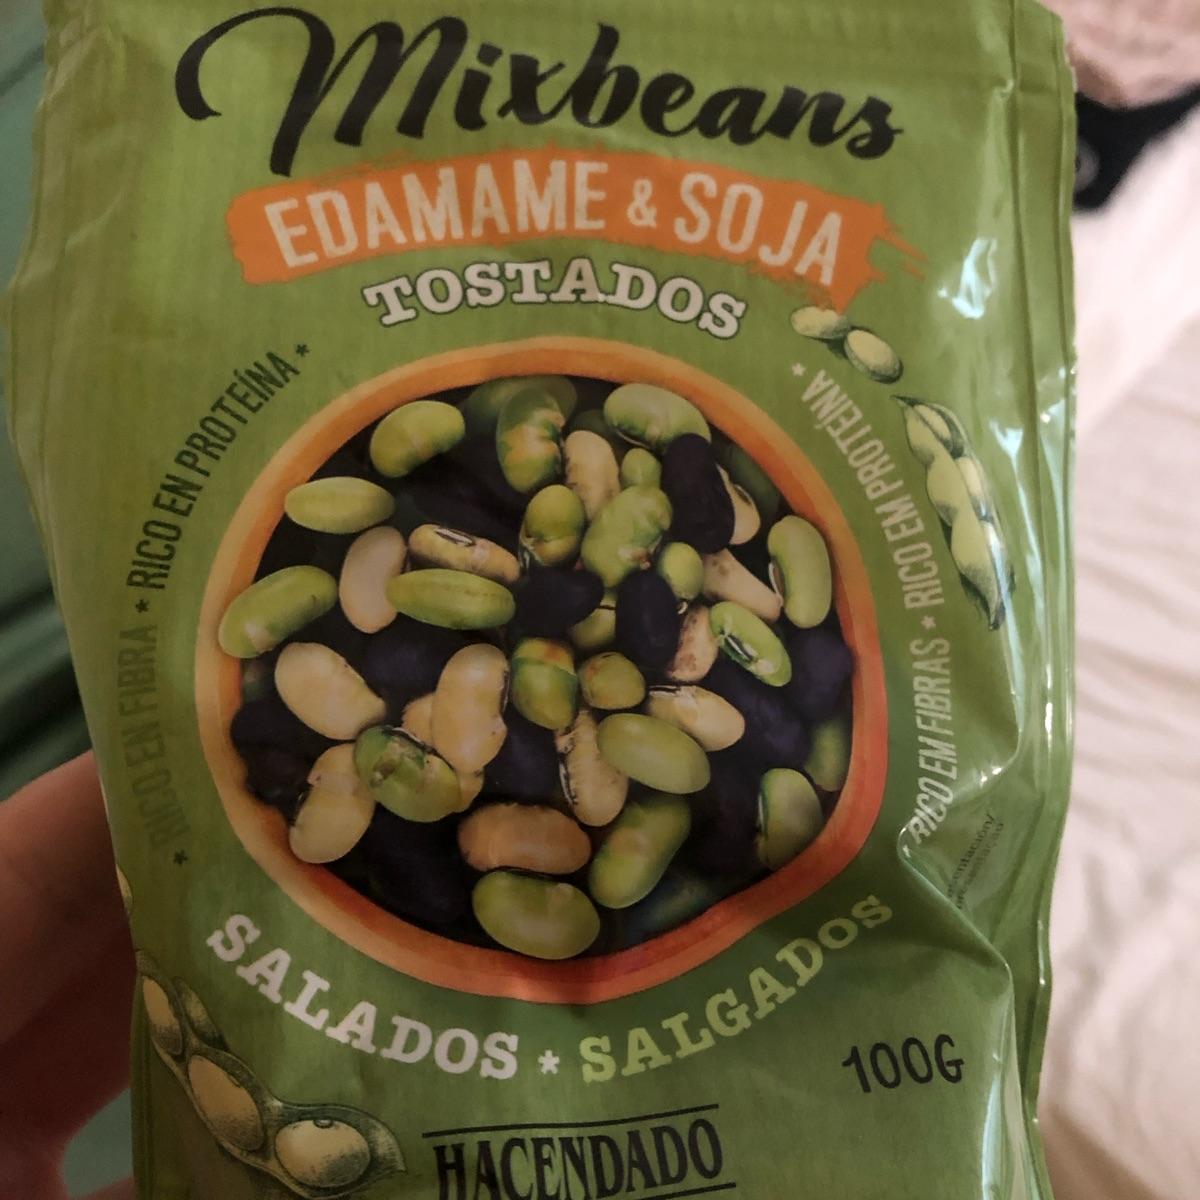 Mixbeans
EDAMAME & SOJA
TOSTADOS
* RICO EN FIBRA * RICO EN PROTEÍNA *
* RICO EM PROTEÍNA * RICO EM FIBRAS
SALADOS * SALGADOS
100G
HACENDADO